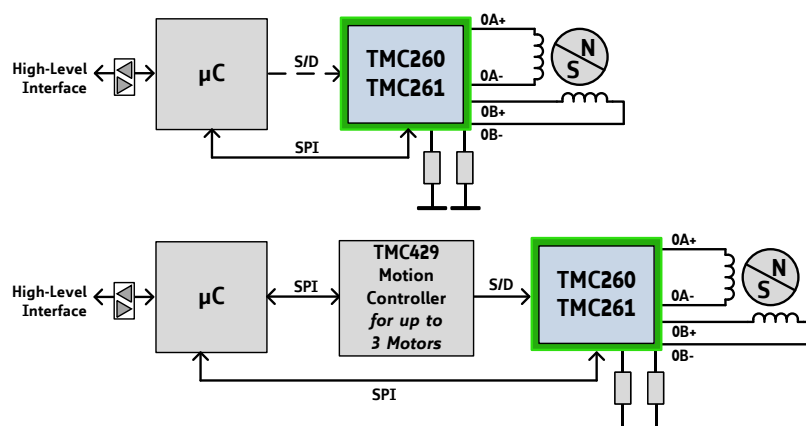 High-Level
Interface
µC
S/D
TMC260
TMC261
0A+
0A-
0B+
0B-
N
S
SPI
High-Level
Interface
µC
SPI
TMC429
Motion
Controller
for up to
3 Motors
S/D
TMC260
TMC261
0A+
0A-
0B+
0B-
N
S
SPI